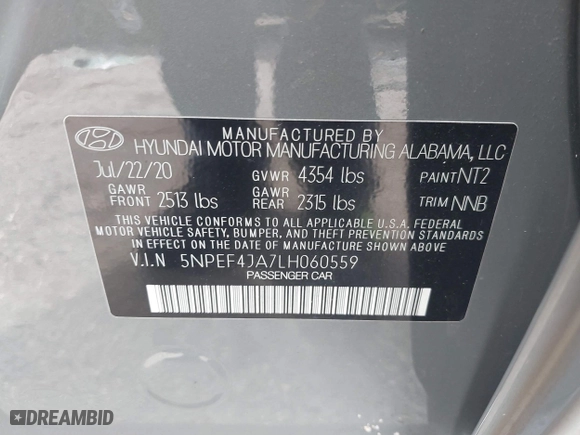 MANUFACTURED BY
HYUNDAI MOTOR MANUFACTURING ALABAMA, LLC
Jul/22/20 GVWR 4354 lbs PAINT NT2
GAWR FRONT 2513 lbs GAWR REAR 2315 lbs TRIM NNB
THIS VEHICLE CONFORMS TO ALL APPLICABLE U.S.A. FEDERAL
MOTOR VEHICLE SAFETY, BUMPER, AND THEFT PREVENTION STANDARDS
IN EFFECT ON THE DATE OF MANUFACTURE SHOWN ABOVE.
V.I.N 5NPEF4JA7LH060559
PASSENGER CAR
DREAMBID